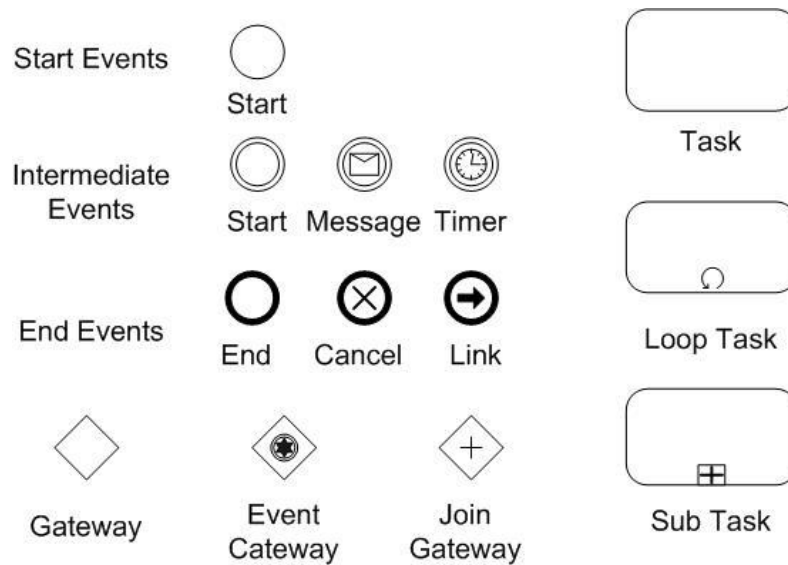 Start Events
Start
Task
Intermediate
Events
Start Message Timer
End Events
End Cancel Link
Loop Task
Gateway
Event
Cateway
Join
Gateway
Sub Task